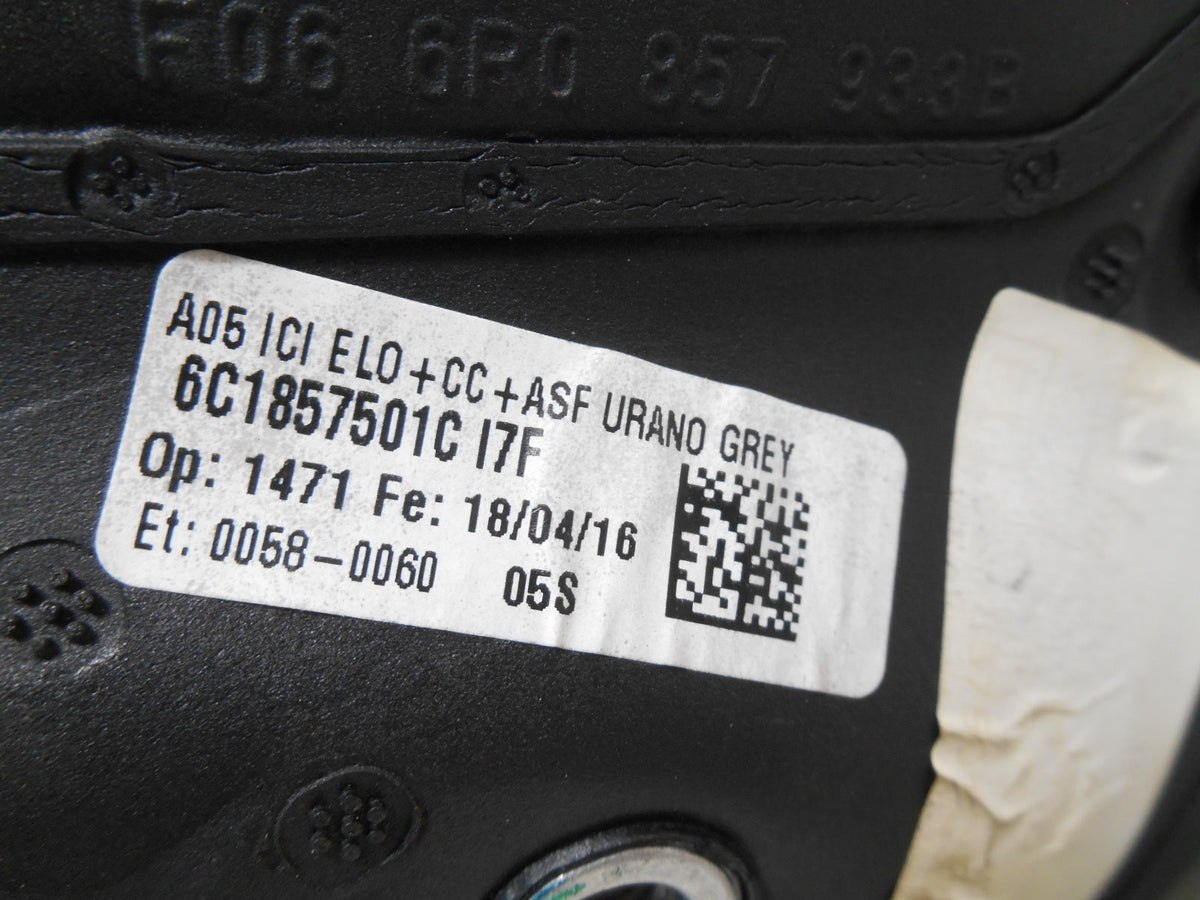 F06 6R0 857 933B
A05 ICI ELO+CC+ASF URANO GREY
6C1857501C I7F
Op: 1471 Fe: 18/04/16
Et: 0058-0060 05S